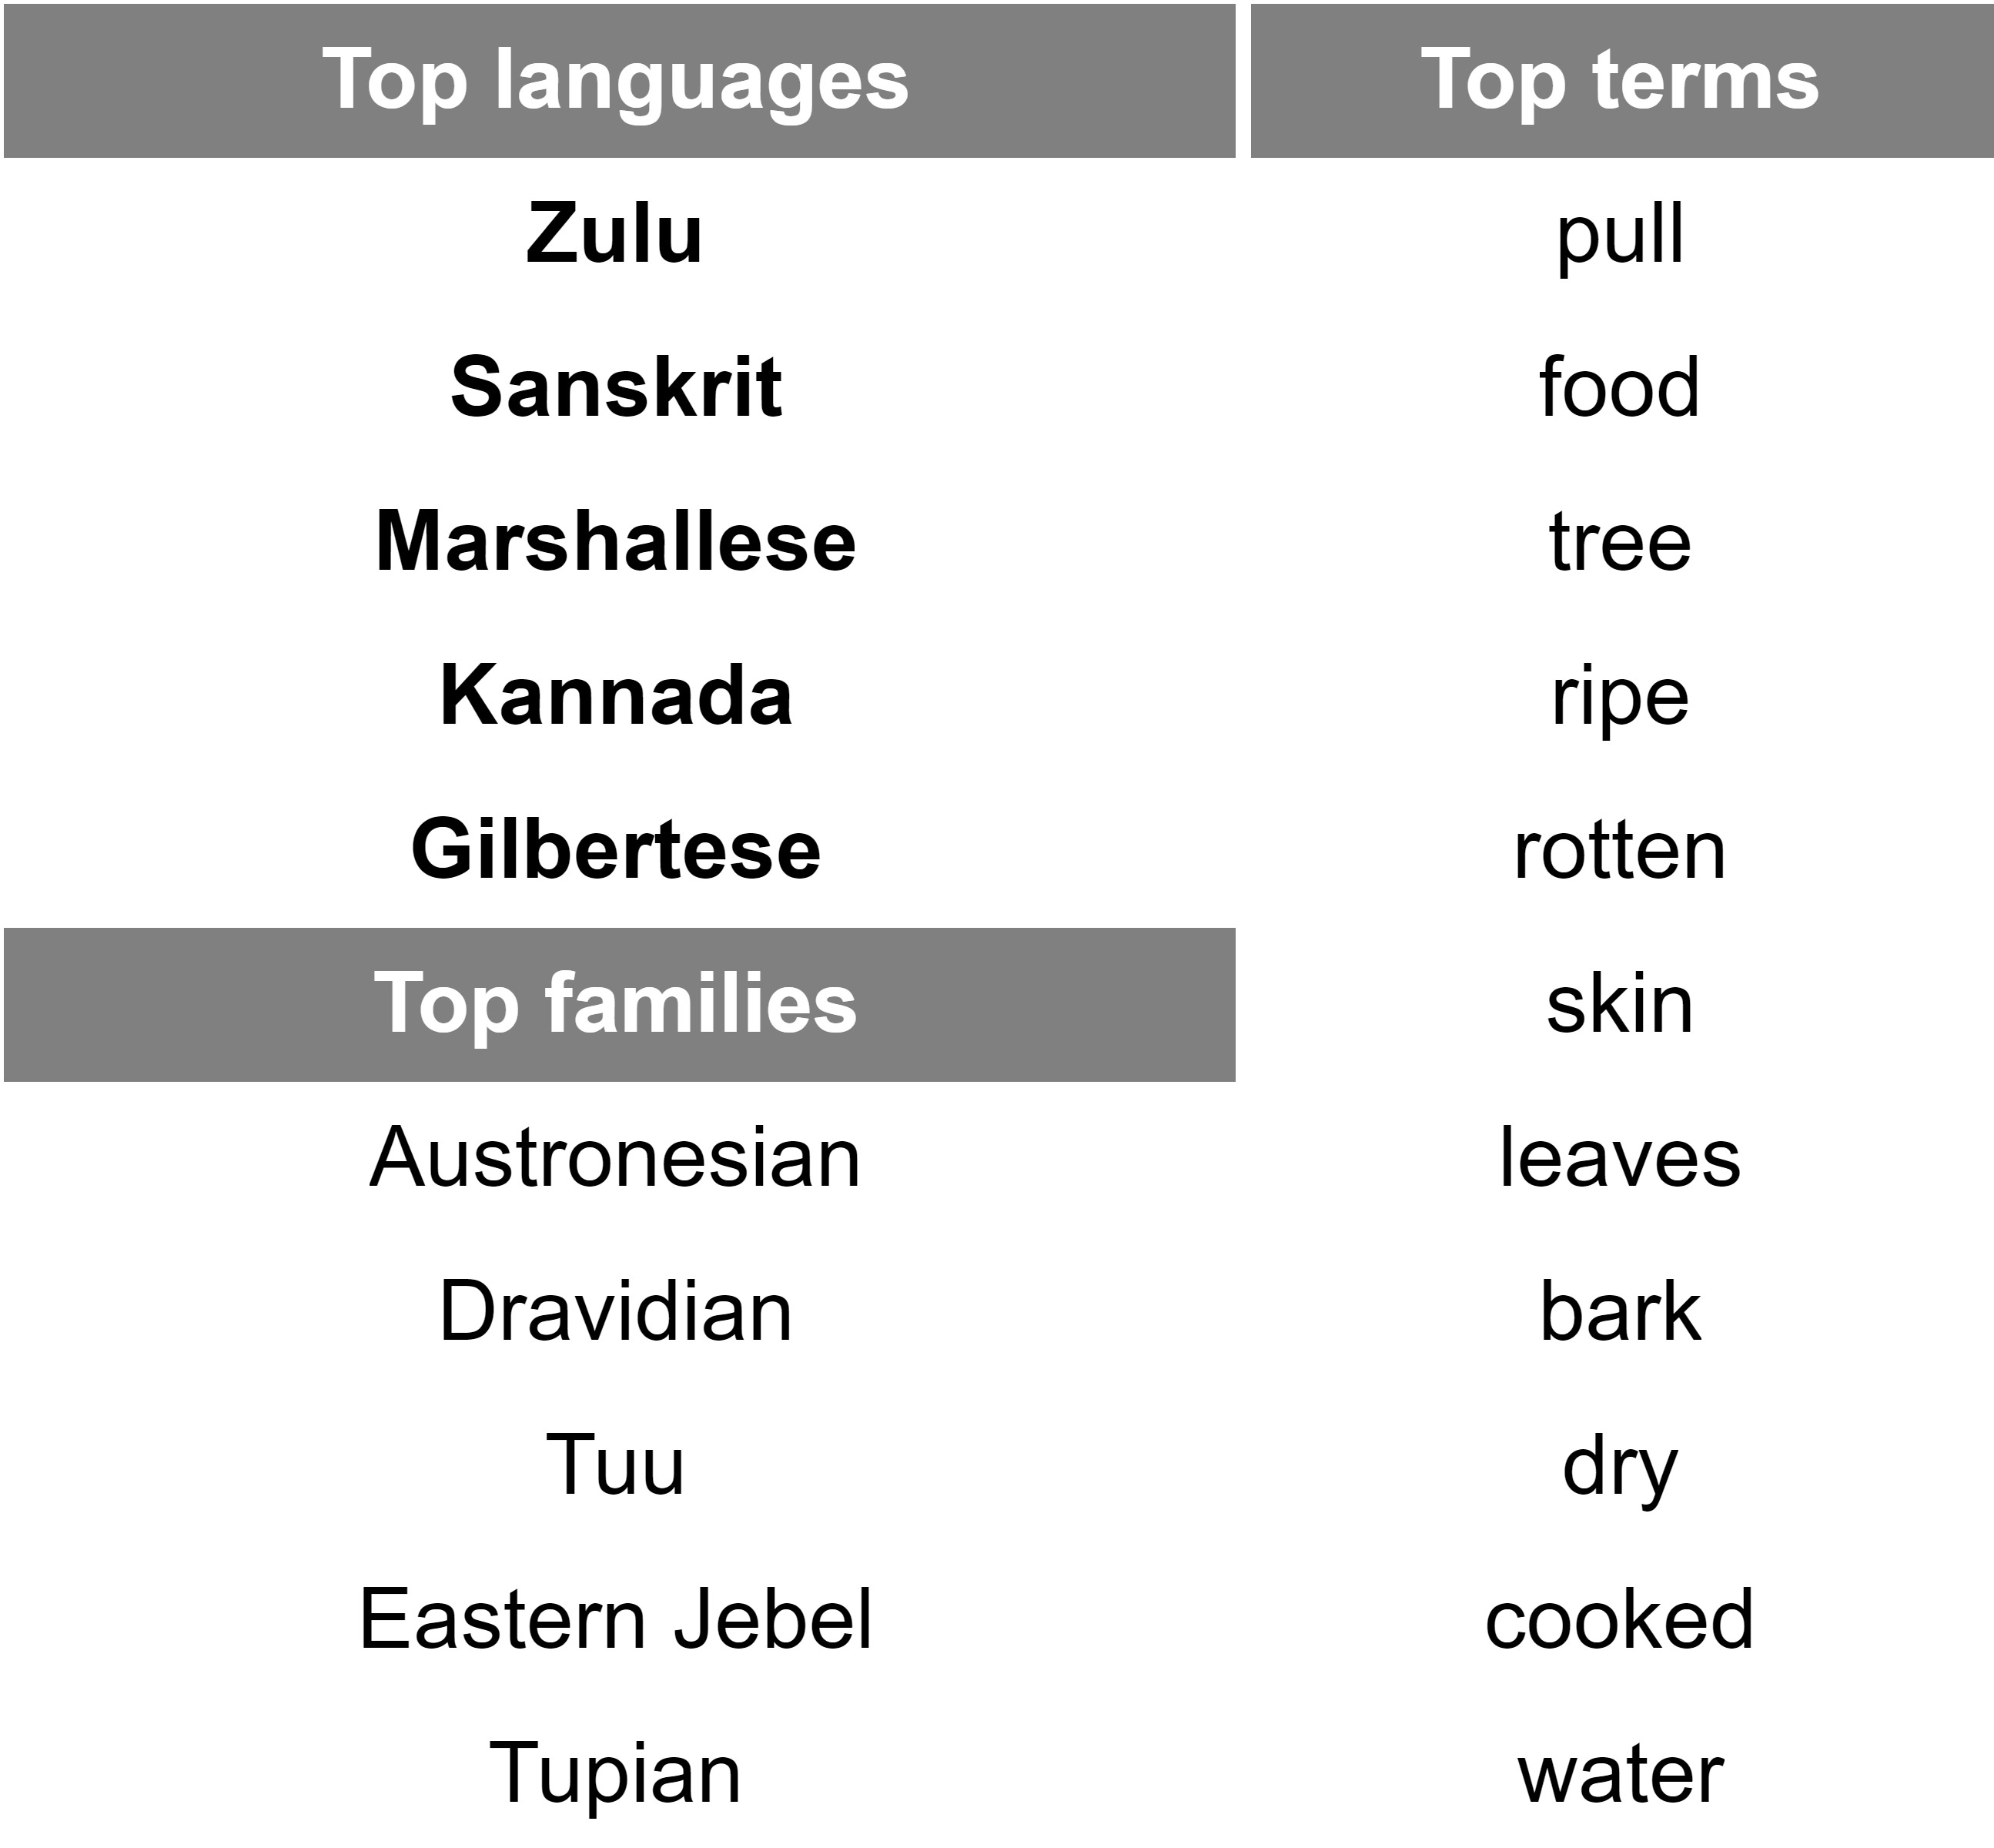 Top languages
Zulu
Sanskrit
Marshallese
Kannada
Gilbertese
Top families
Austronesian
Dravidian
Tuu
Eastern Jebel
Tupian
Top terms
pull
food
tree
ripe
rotten
skin
leaves
bark
dry
cooked
water